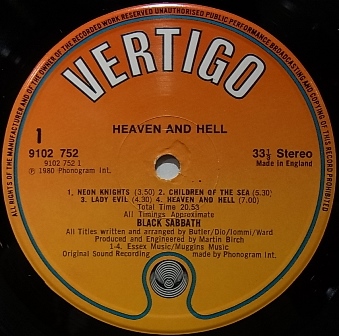 ALL RIGHTS OF THE MANUFACTURER AND OF THE OWNER OF THE RECORDED WORK RESERVED UNAUTHORISED PUBLIC PERFORMANCE BROADCASTING AND COPYING OF THIS RECORD PROHIBITED
VERTIGO
HEAVEN AND HELL
1
9102 752
9102 752 1
℗ 1980 Phonogram Int.
33⅓ Stereo
Made in England
1. NEON KNIGHTS (3.50) 2. CHILDREN OF THE SEA (5.30)
3. LADY EVIL (4.30) 4. HEAVEN AND HELL (7.00)
Total Time 20.53
All Timings Approximate
BLACK SABBATH
All Titles written and arranged by Butler/Dio/Iommi/Ward
Produced and Engineered by Martin Birch
1-4. Essex Music/Muggins Music
Original Sound Recording made by Phonogram Int.